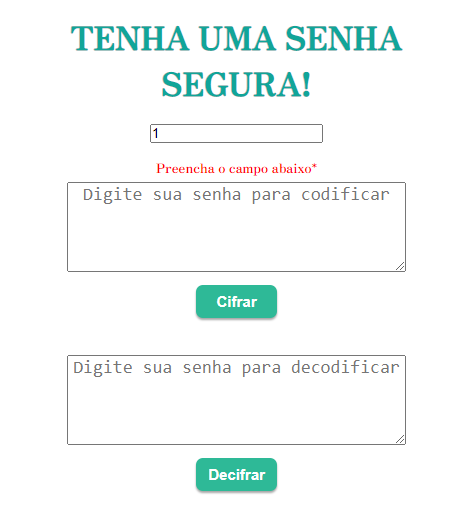 TENHA UMA SENHA
SEGURA!
1
Preencha o campo abaixo*
Digite sua senha para codificar
Cifrar
Digite sua senha para decodificar
Decifrar